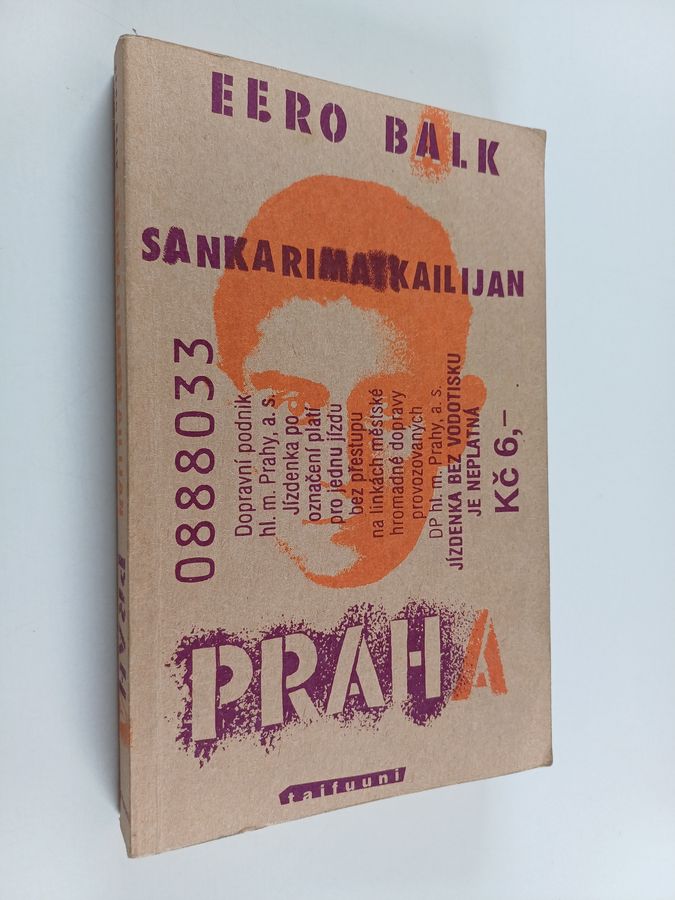 EERO BALK
SANKARIMATKAILIJAN
0888033
Dopravní podnik
hl. m. Prahy, a. s.
Jízdenka po
označení platí
pro jednu jízdu
bez přestupu
na linkách městské
hromadné dopravy
provozovaných
DP hl. m. Prahy, a. s.
JÍZDENKA BEZ VODOTISKU
JE NEPLATNÁ
Kč 6,–
PRAHA
taifuuni
PRAHA